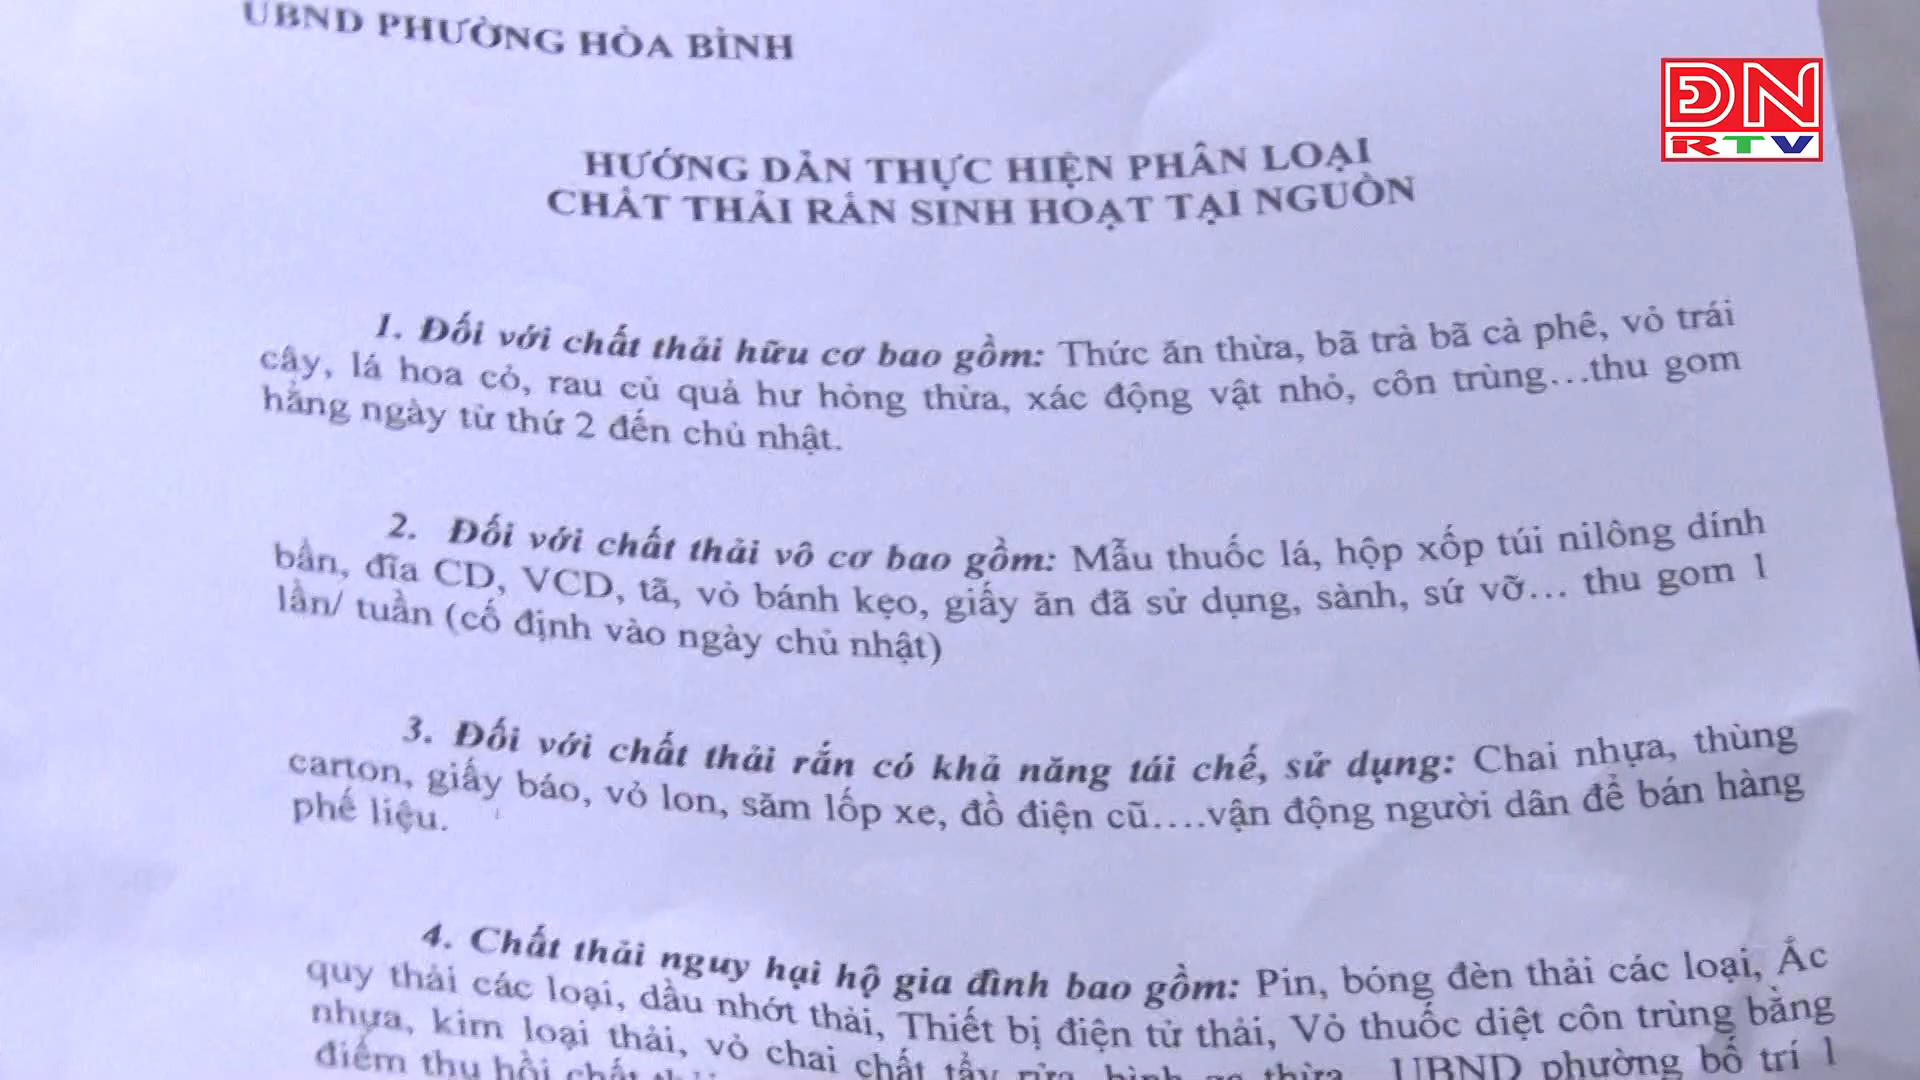 UBND PHƯỜNG HÒA BÌNH
ĐN
RTV
HƯỚNG DẪN THỰC HIỆN PHÂN LOẠI
CHẤT THẢI RẮN SINH HOẠT TẠI NGUỒN
1. Đối với chất thải hữu cơ bao gồm: Thức ăn thừa, bã trà bã cà phê, vỏ trái
cây, lá hoa cỏ, rau củ quả hư hỏng thừa, xác động vật nhỏ, côn trùng...thu gom
hằng ngày từ thứ 2 đến chủ nhật.
2. Đối với chất thải vô cơ bao gồm: Mẫu thuốc lá, hộp xốp túi nilông dính
bẩn, đĩa CD, VCD, tã, vỏ bánh kẹo, giấy ăn đã sử dụng, sành, sứ vỡ... thu gom 1
lần/ tuần (cố định vào ngày chủ nhật)
3. Đối với chất thải rắn có khả năng tái chế, sử dụng: Chai nhựa, thùng
carton, giấy báo, vỏ lon, săm lốp xe, đồ điện cũ....vận động người dân để bán hàng
phế liệu.
4. Chất thải nguy hại hộ gia đình bao gồm: Pin, bóng đèn thải các loại, Ắc
quy thải các loại, dầu nhớt thải, Thiết bị điện tử thải, Vỏ thuốc diệt côn trùng bằng
nhựa, kim loại thải, vỏ chai chất tẩy rửa, bình ga thừa... UBND phường bố trí 1
điểm thu hồi chất